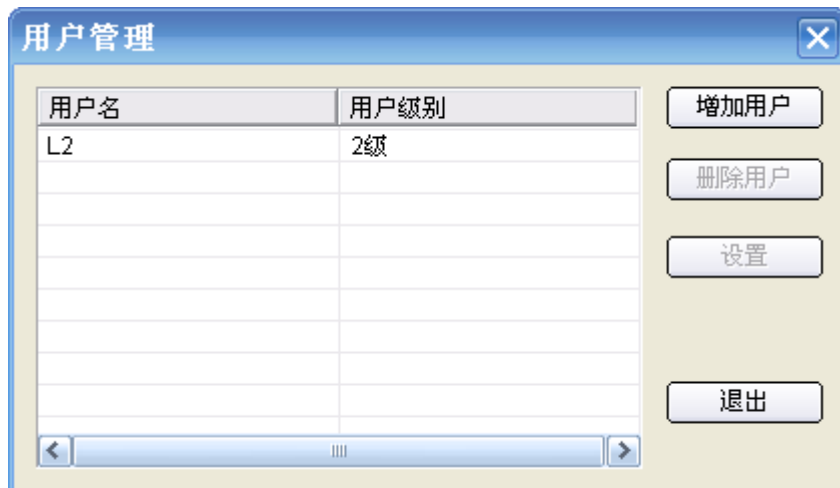 用户管理
用户名 用户级别
L2 2级
增加用户
删除用户
设置
退出